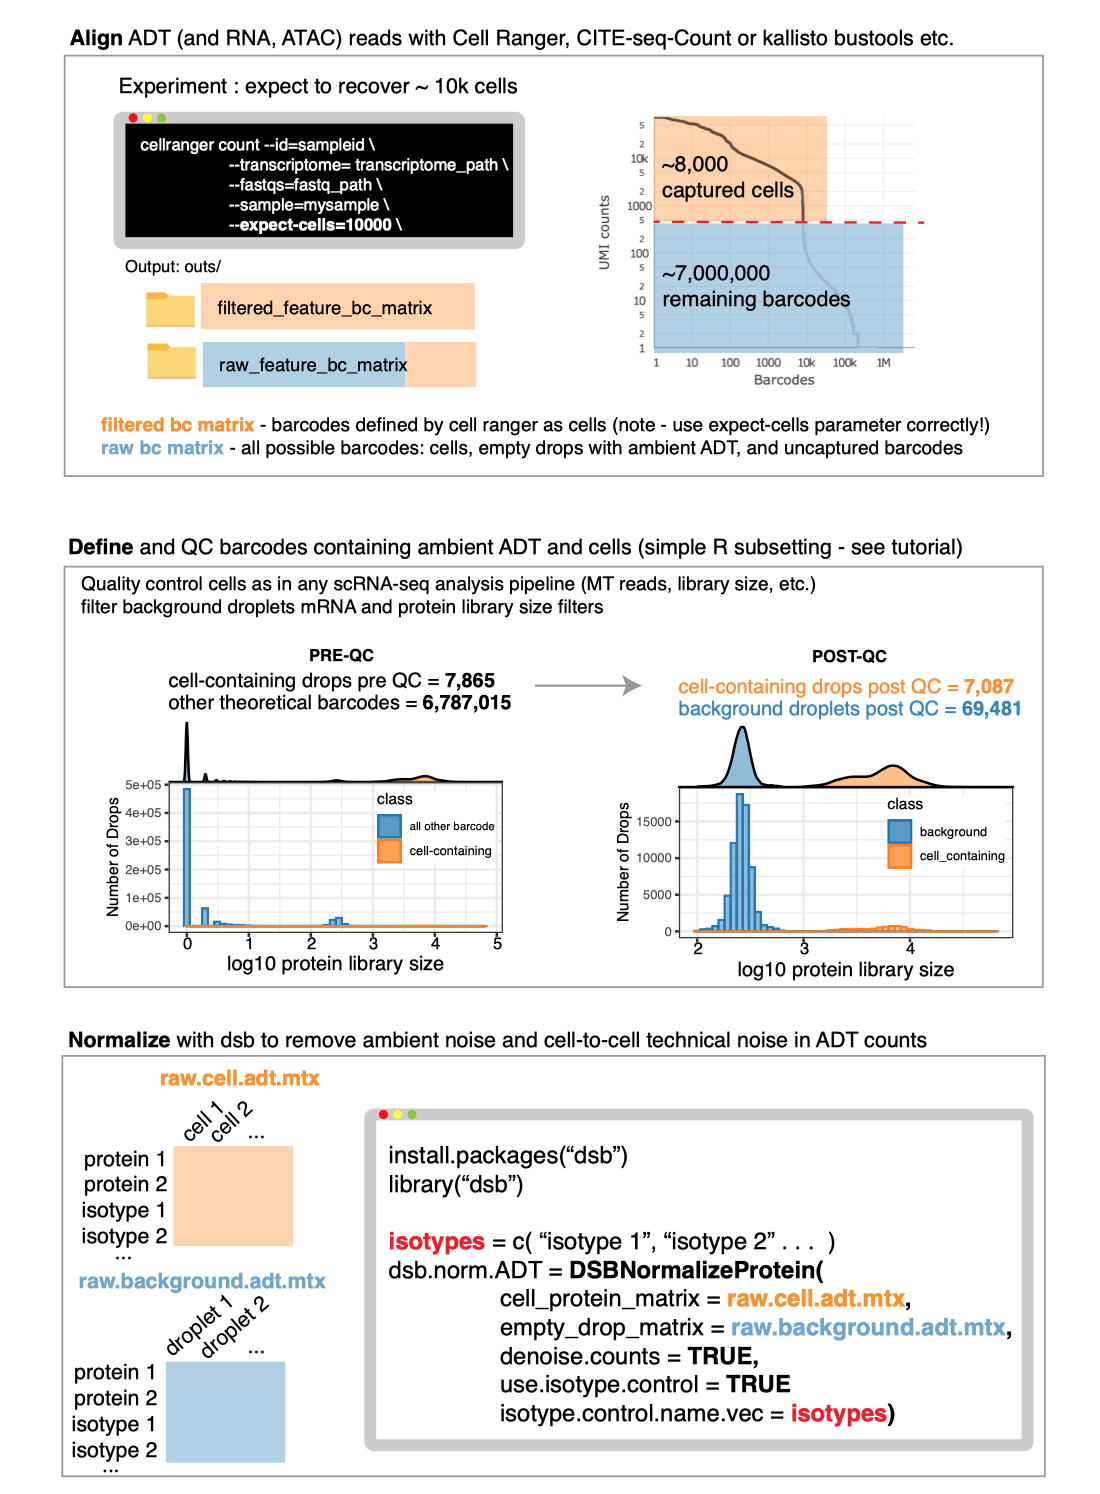 Align ADT (and RNA, ATAC) reads with Cell Ranger, CITE-seq-Count or kallisto bustools etc.
Experiment : expect to recover ~ 10k cells
cellranger count --id=sampleid \
--transcriptome= transcriptome_path \
--fastqs=fastq_path \
--sample=mysample \
--expect-cells=10000 \
Output: outs/
filtered_feature_bc_matrix
raw_feature_bc_matrix
UMI counts
5
2
10k
5
2
1000
5
2
100
5
2
10
5
2
1
~8,000
captured cells
~7,000,000
remaining barcodes
1 10 100 1000 10k 100k 1M
Barcodes
filtered bc matrix - barcodes defined by cell ranger as cells (note - use expect-cells parameter correctly!)
raw bc matrix - all possible barcodes: cells, empty drops with ambient ADT, and uncaptured barcodes
Define and QC barcodes containing ambient ADT and cells (simple R subsetting - see tutorial)
Quality control cells as in any scRNA-seq analysis pipeline (MT reads, library size, etc.)
filter background droplets mRNA and protein library size filters
PRE-QC
cell-containing drops pre QC = 7,865
other theoretical barcodes = 6,787,015
Number of Drops
5e+05
4e+05
3e+05
2e+05
1e+05
0e+00
class
all other barcode
cell-containing
0 1 2 3 4 5
log10 protein library size
POST-QC
cell-containing drops post QC = 7,087
background droplets post QC = 69,481
Number of Drops
15000
10000
5000
0
class
background
cell_containing
2 3 4
log10 protein library size
Normalize with dsb to remove ambient noise and cell-to-cell technical noise in ADT counts
raw.cell.adt.mtx
cell 1
cell 2
...
protein 1
protein 2
isotype 1
isotype 2
...
raw.background.adt.mtx
droplet 1
droplet 2
...
protein 1
protein 2
isotype 1
isotype 2
...
install.packages(“dsb”)
library(“dsb”)
isotypes = c( “isotype 1”, “isotype 2” . . . )
dsb.norm.ADT = DSBNormalizeProtein(
cell_protein_matrix = raw.cell.adt.mtx,
empty_drop_matrix = raw.background.adt.mtx,
denoise.counts = TRUE,
use.isotype.control = TRUE
isotype.control.name.vec = isotypes)